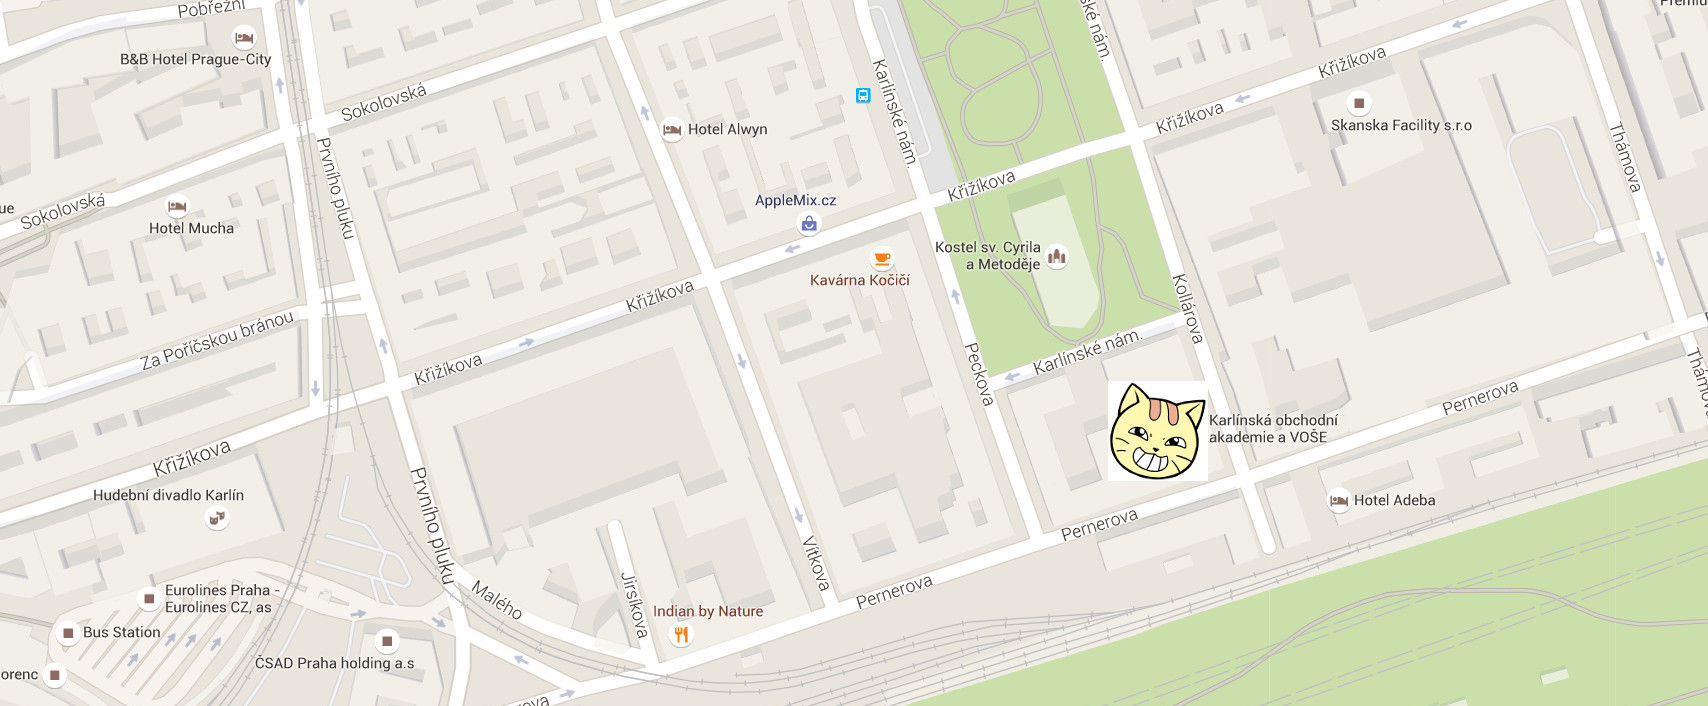 Pobřežní
B&B Hotel Prague-City
Sokolovská
Prvního pluku
Hotel Alwyn
Karlínské nám.
ské nám.
Křižíkova
Křižíkova
Skanska Facility s.r.o
Thámova
Premiu
ue
Sokolovská
Hotel Mucha
AppleMix.cz
Křižíkova
Kostel sv. Cyrila
a Metoděje
Kavárna Kočičí
Křižíkova
Kollárova
Za Poříčskou bránou
Křižíkova
Peckova
Karlínské nám.
Thámova
Pernerova
Karlínská obchodní
akademie a VOŠE
Křižíkova
Hudební divadlo Karlín
Prvního pluku
Hotel Adeba
Pernerova
Vítkova
Eurolines Praha -
Eurolines CZ, as
Malého
Jirsíkova
Pernerova
Indian by Nature
Bus Station
ČSAD Praha holding a.s
orenc
rova